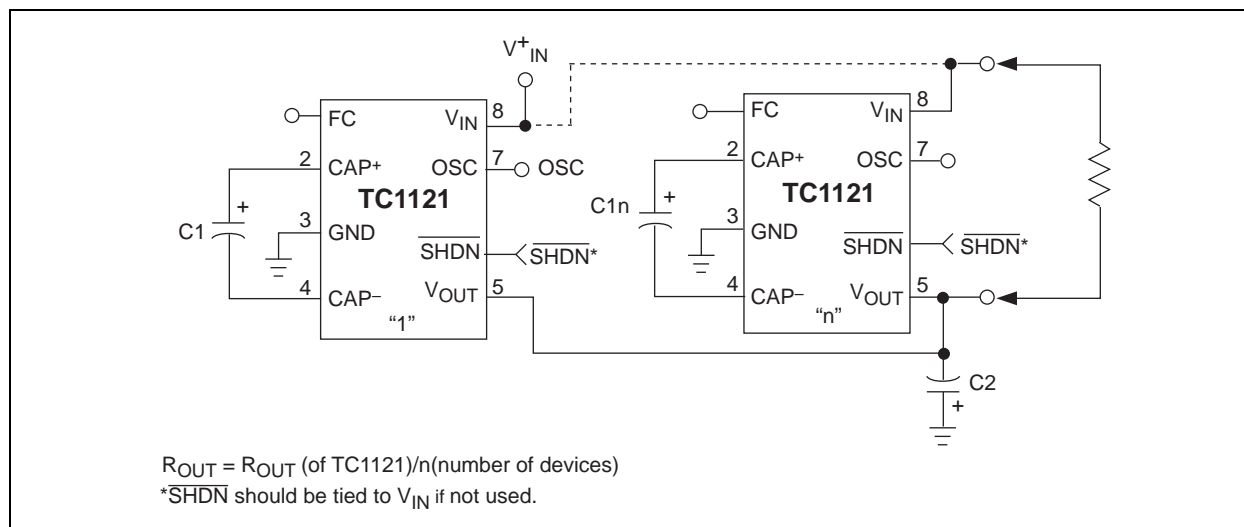 V+IN
FC
VIN
8
2
CAP+
OSC
7
OSC
TC1121
C1
+
3
GND
SHDN
SHDN*
4
CAP–
VOUT
5
“1”
FC
VIN
8
2
CAP+
OSC
7
TC1121
C1n
+
3
GND
SHDN
SHDN*
4
CAP–
VOUT
5
“n”
C2
+
ROUT = ROUT (of TC1121)/n(number of devices)
*SHDN should be tied to VIN if not used.